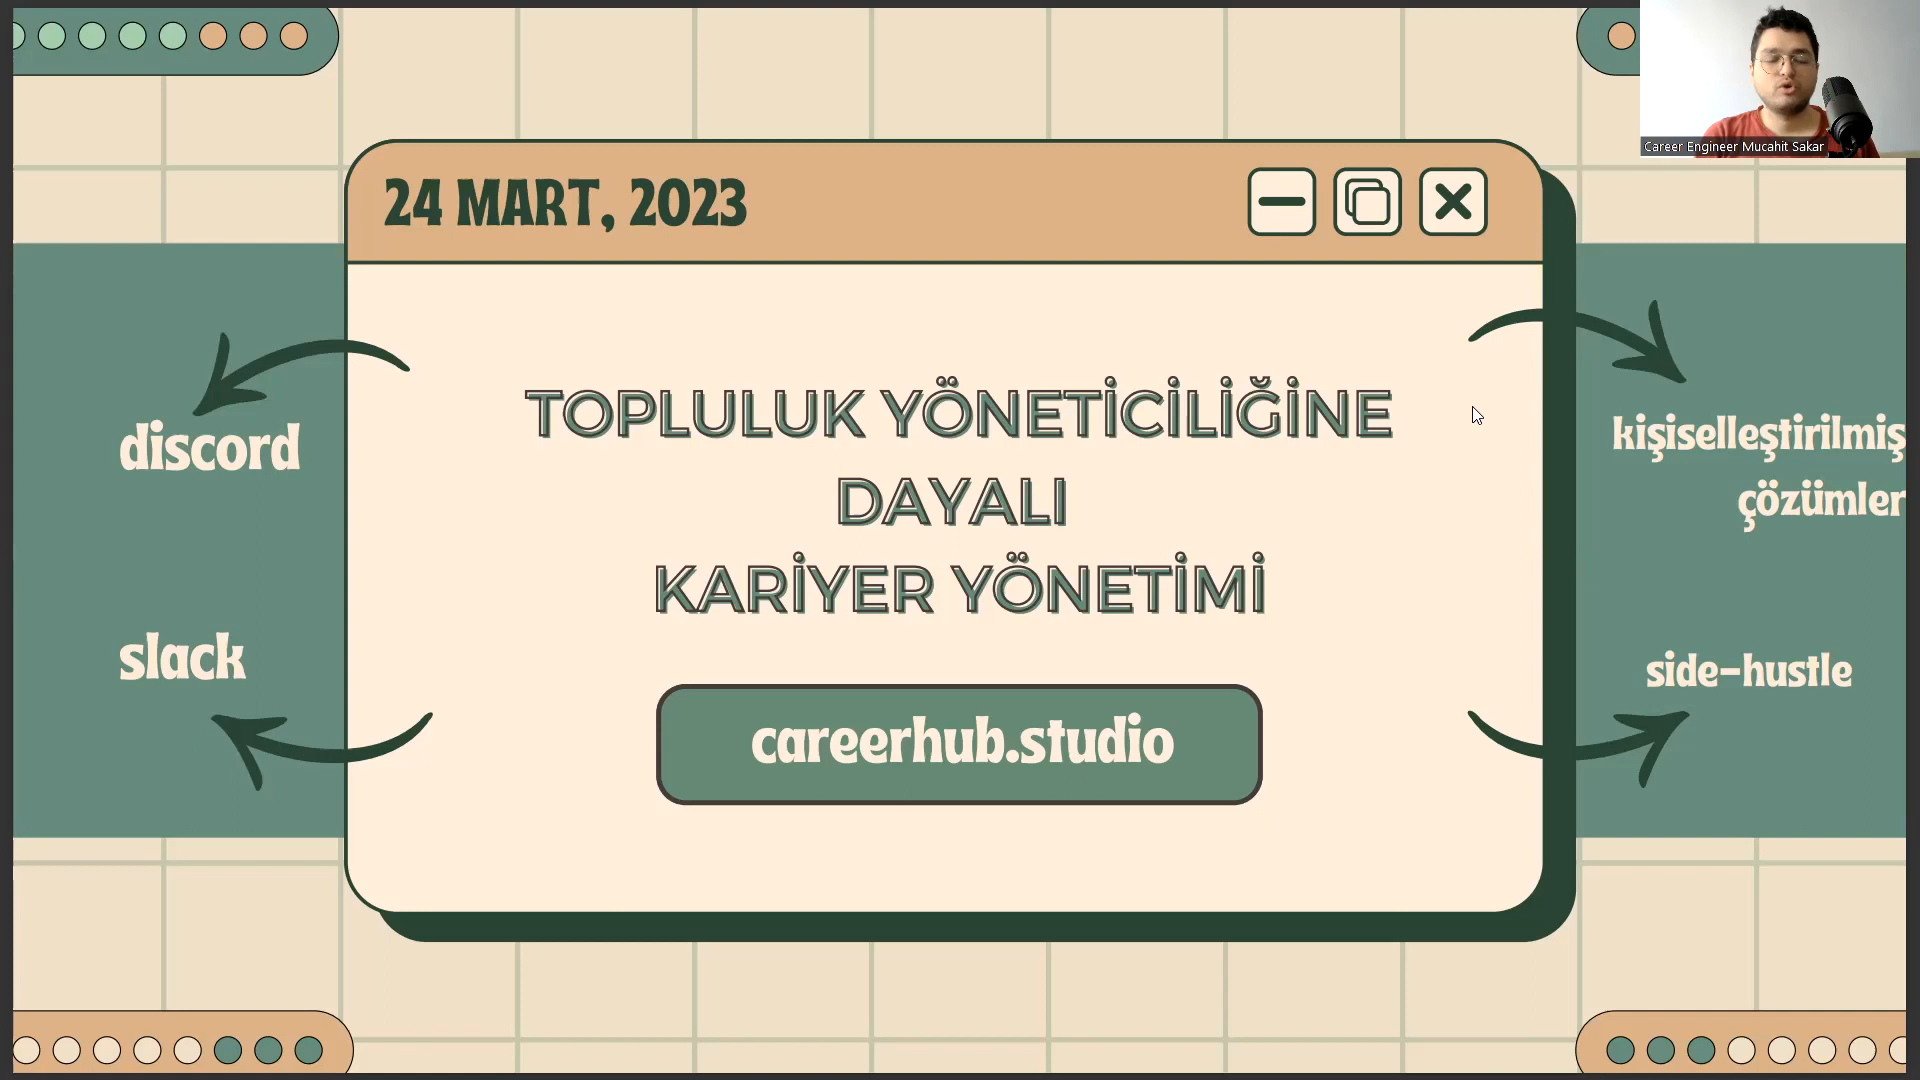 Career Engineer Mucahit Sakar
24 MART, 2023
discord
slack
TOPLULUK YÖNETİCİLİĞİNE
DAYALI
KARİYER YÖNETİMİ
careerhub.studio
kişiselleştirilmiş
çözümler
side-hustle